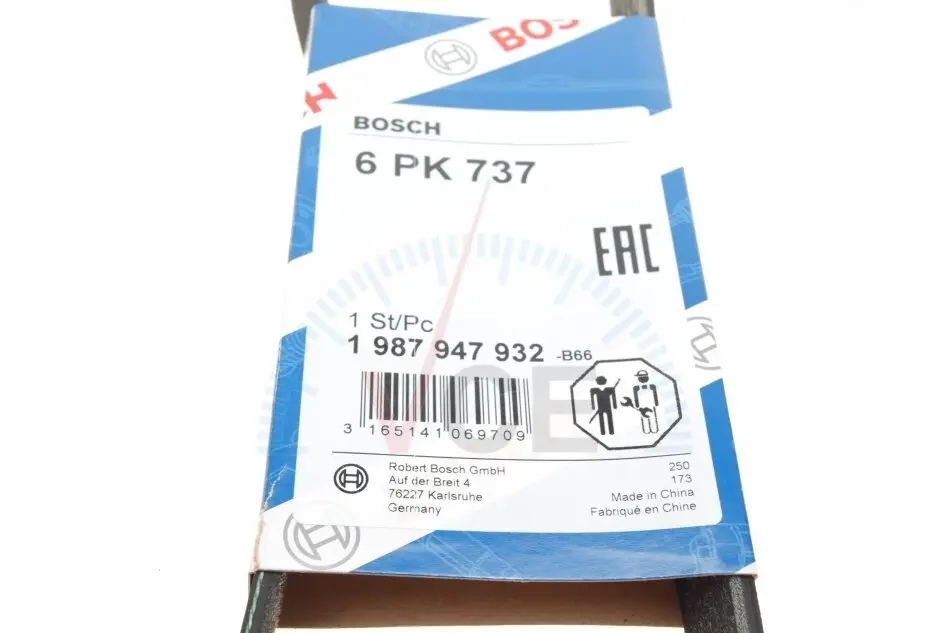 BOSCH
H
BOSCH
6 PK 737
EAC
1 St/Pc
1 987 947 932 -B66
3 165141 069709
Robert Bosch GmbH
Auf der Breit 4
76227 Karlsruhe
Germany
250
173
Made in China
Fabriqué en Chine